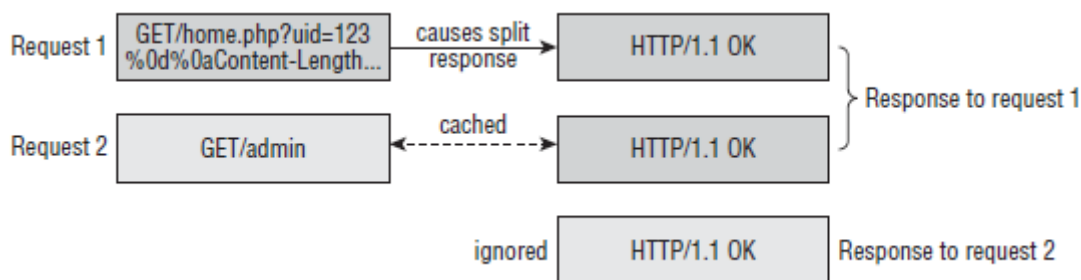 Request 1
GET/home.php?uid=123
%0d%0aContent-Length...
causes split
response
HTTP/1.1 OK
Response to request 1
Request 2
GET/admin
cached
HTTP/1.1 OK
ignored
HTTP/1.1 OK
Response to request 2